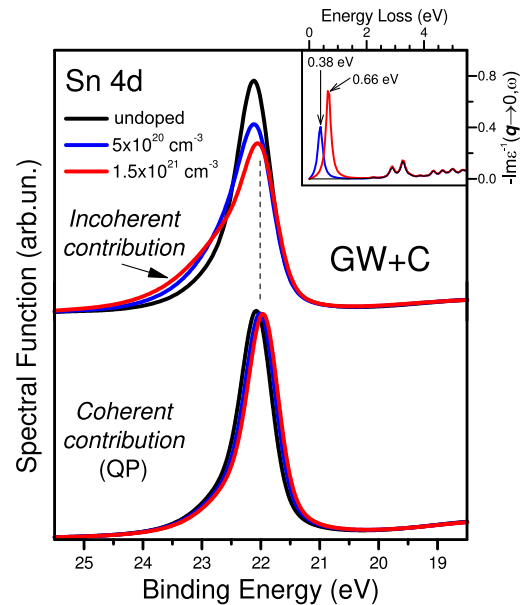 Energy Loss (eV)
0 2 4
0.38 eV
0.66 eV
0.8
0.4
0.0
-Imε⁻¹(q→0,ω)
Sn 4d
undoped
5x10²⁰ cm⁻³
1.5x10²¹ cm⁻³
Incoherent
contribution
GW+C
Coherent
contribution
(QP)
Spectral Function (arb.un.)
25 24 23 22 21 20 19
Binding Energy (eV)